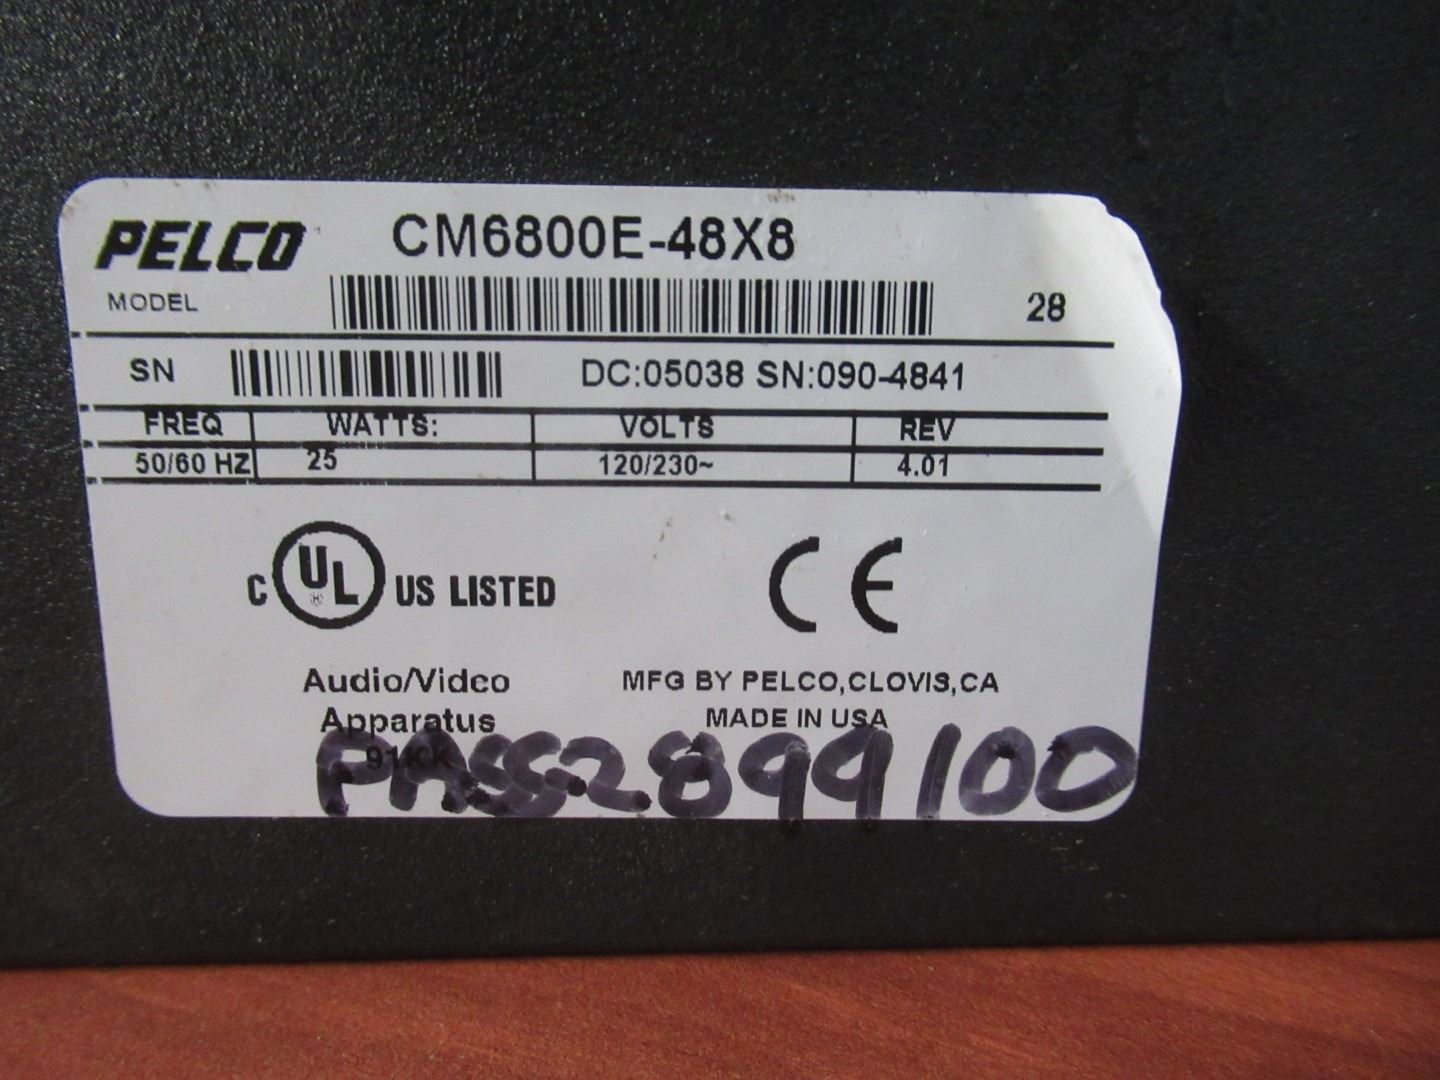 PELCO CM6800E-48X8
MODEL 28
SN DC:05038 SN:090-4841
FREQ WATTS: VOLTS REV
50/60 HZ 25 120/230~ 4.01
C UL US LISTED CE
Audio/Video
Apparatus
91KK
MFG BY PELCO,CLOVIS,CA
MADE IN USA
PASS2899100